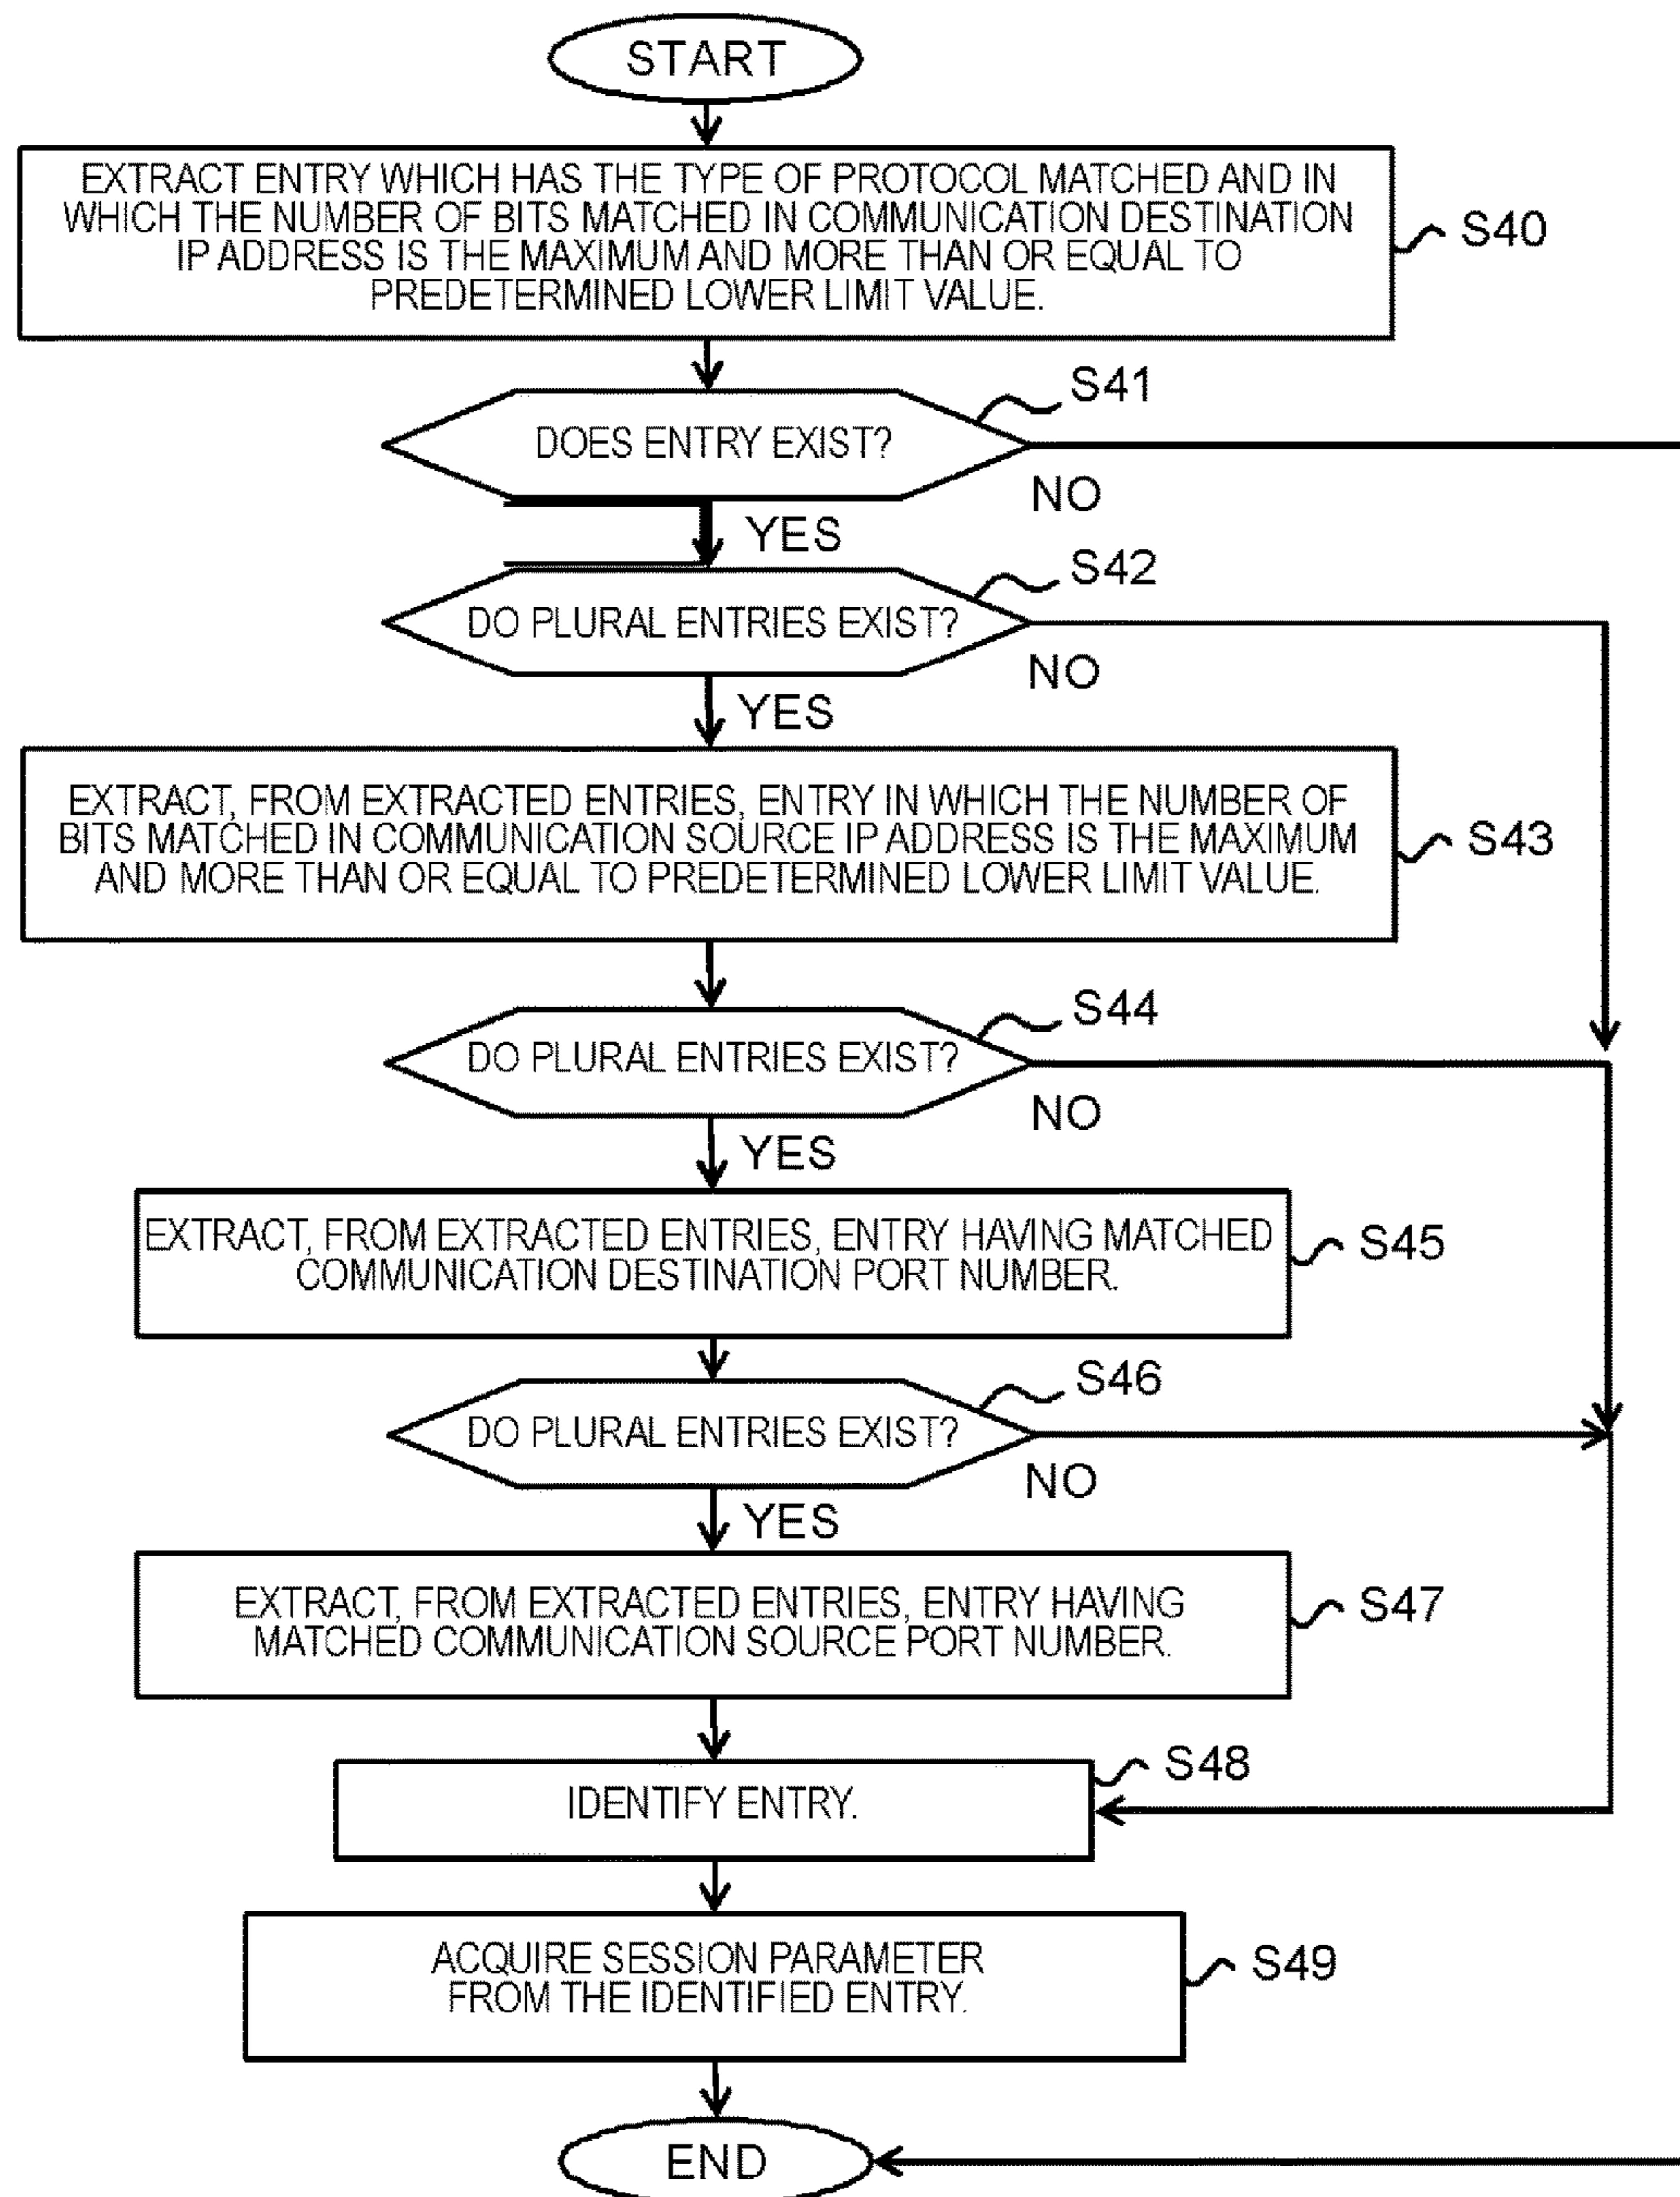 START
EXTRACT ENTRY WHICH HAS THE TYPE OF PROTOCOL MATCHED AND IN
WHICH THE NUMBER OF BITS MATCHED IN COMMUNICATION DESTINATION
IP ADDRESS IS THE MAXIMUM AND MORE THAN OR EQUAL TO
PREDETERMINED LOWER LIMIT VALUE.
S40
S41
DOES ENTRY EXIST?
NO
YES
S42
DO PLURAL ENTRIES EXIST?
NO
YES
EXTRACT, FROM EXTRACTED ENTRIES, ENTRY IN WHICH THE NUMBER OF
BITS MATCHED IN COMMUNICATION SOURCE IP ADDRESS IS THE MAXIMUM
AND MORE THAN OR EQUAL TO PREDETERMINED LOWER LIMIT VALUE.
S43
S44
DO PLURAL ENTRIES EXIST?
NO
YES
EXTRACT, FROM EXTRACTED ENTRIES, ENTRY HAVING MATCHED
COMMUNICATION DESTINATION PORT NUMBER.
S45
S46
DO PLURAL ENTRIES EXIST?
NO
YES
EXTRACT, FROM EXTRACTED ENTRIES, ENTRY HAVING
MATCHED COMMUNICATION SOURCE PORT NUMBER.
S47
S48
IDENTIFY ENTRY.
ACQUIRE SESSION PARAMETER
FROM THE IDENTIFIED ENTRY.
S49
END